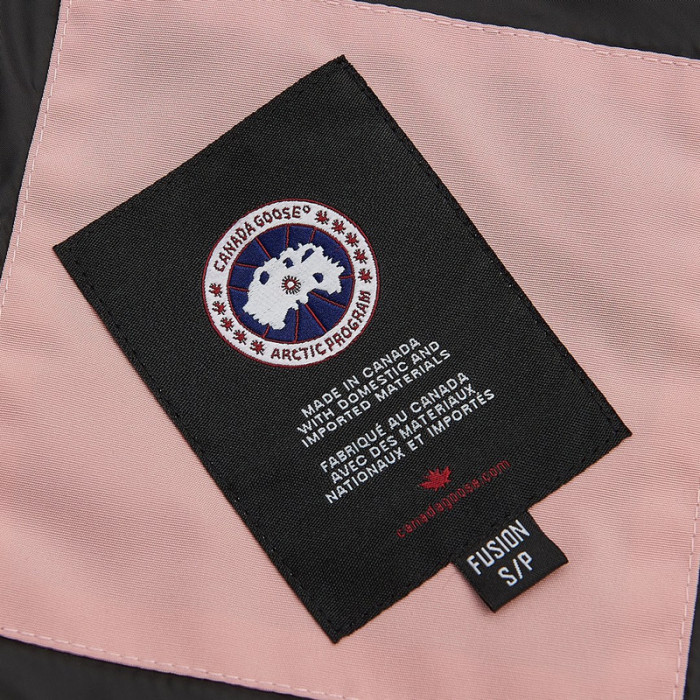 CANADA GOOSE®
ARCTIC PROGRAM
MADE IN CANADA
WITH DOMESTIC AND
IMPORTED MATERIALS
FABRIQUÉ AU CANADA
AVEC DES MATERIAUX
NATIONAUX ET IMPORTÉS
canadagoose.com
FUSION
S/P